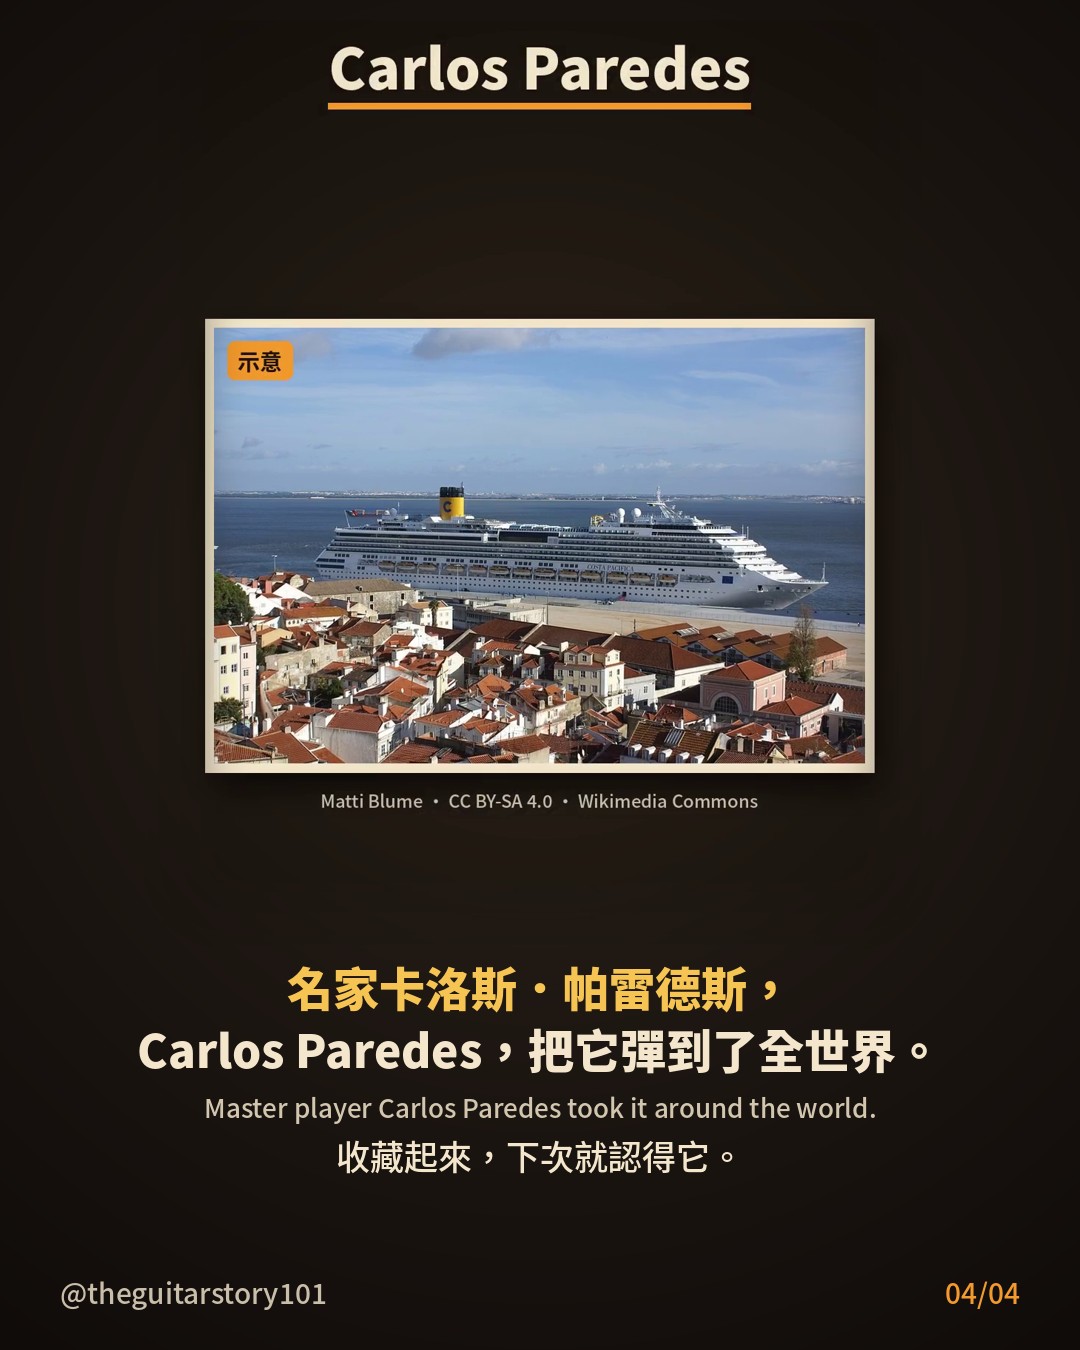 Carlos Paredes
示意
C
COSTA PACIFICA
Matti Blume · CC BY-SA 4.0 · Wikimedia Commons
名家卡洛斯·帕雷德斯，
Carlos Paredes，把它彈到了全世界。
Master player Carlos Paredes took it around the world.
收藏起來，下次就認得它。
@theguitarstory101
04/04